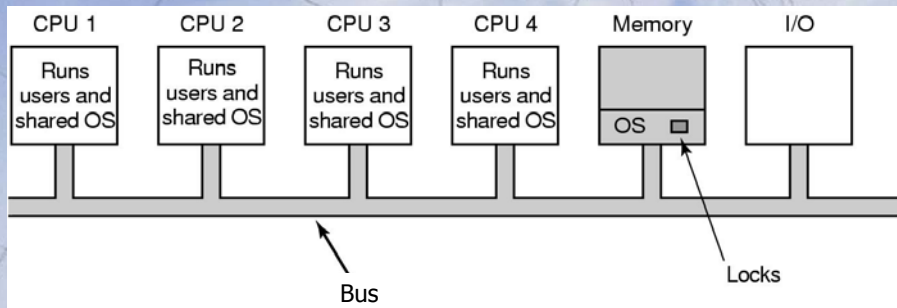 CPU 1
CPU 2
CPU 3
CPU 4
Memory
I/O
Runs
users and
shared OS
Runs
users and
shared OS
Runs
users and
shared OS
Runs
users and
shared OS
OS
Locks
Bus